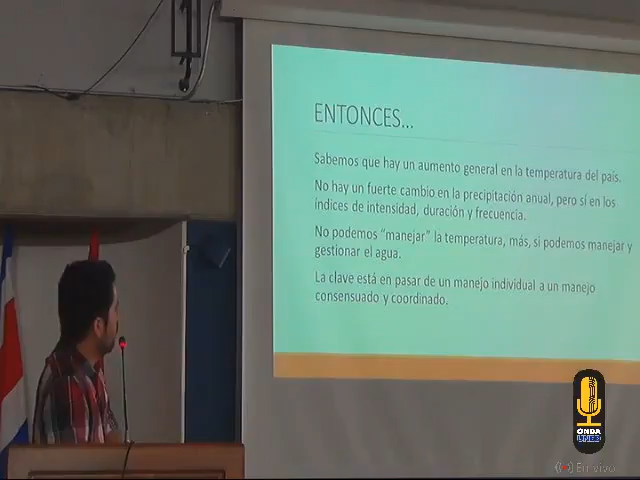 ENTONCES...
Sabemos que hay un aumento general en la temperatura del país.
No hay un fuerte cambio en la precipitación anual, pero sí en los
índices de intensidad, duración y frecuencia.
No podemos "manejar" la temperatura, más, si podemos manejar y
gestionar el agua.
La clave está en pasar de un manejo individual a un manejo
consensuado y coordinado.
ONDA
UNED
En vivo